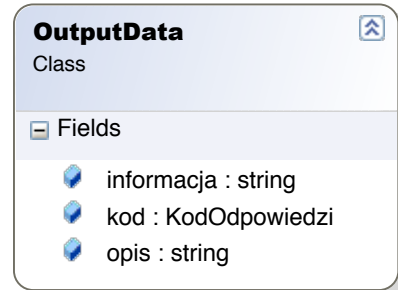 OutputData
Class
Fields
informacja : string
kod : KodOdpowiedzi
opis : string